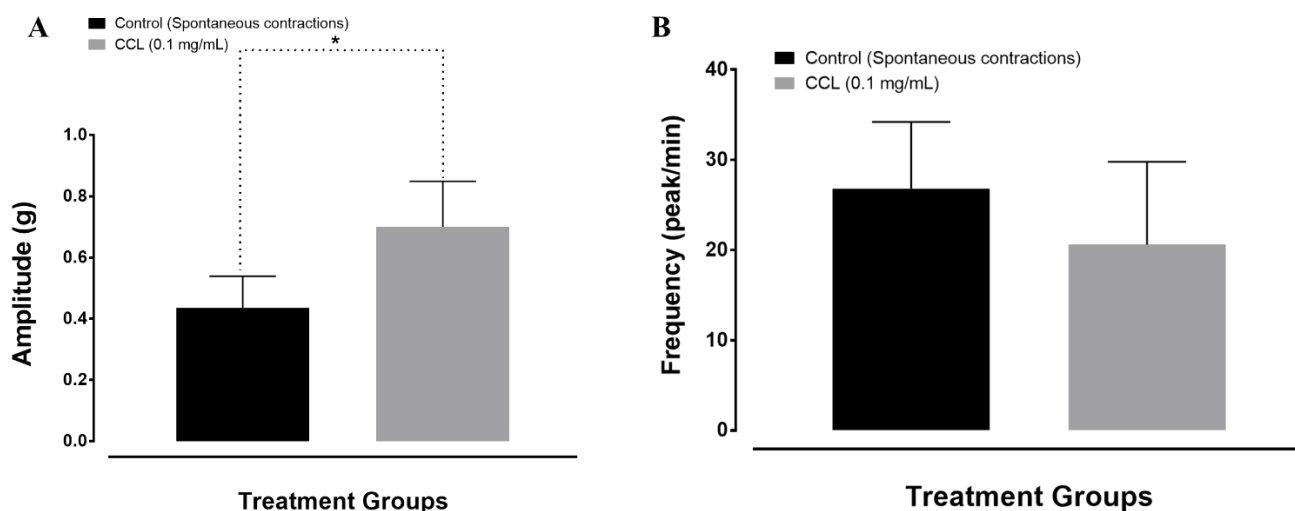 A
Control (Spontaneous contractions)
CCL (0.1 mg/mL)
*
Amplitude (g)
1.0
0.8
0.6
0.4
0.2
0.0
Treatment Groups
B
Control (Spontaneous contractions)
CCL (0.1 mg/mL)
Frequency (peak/min)
40
30
20
10
0
Treatment Groups